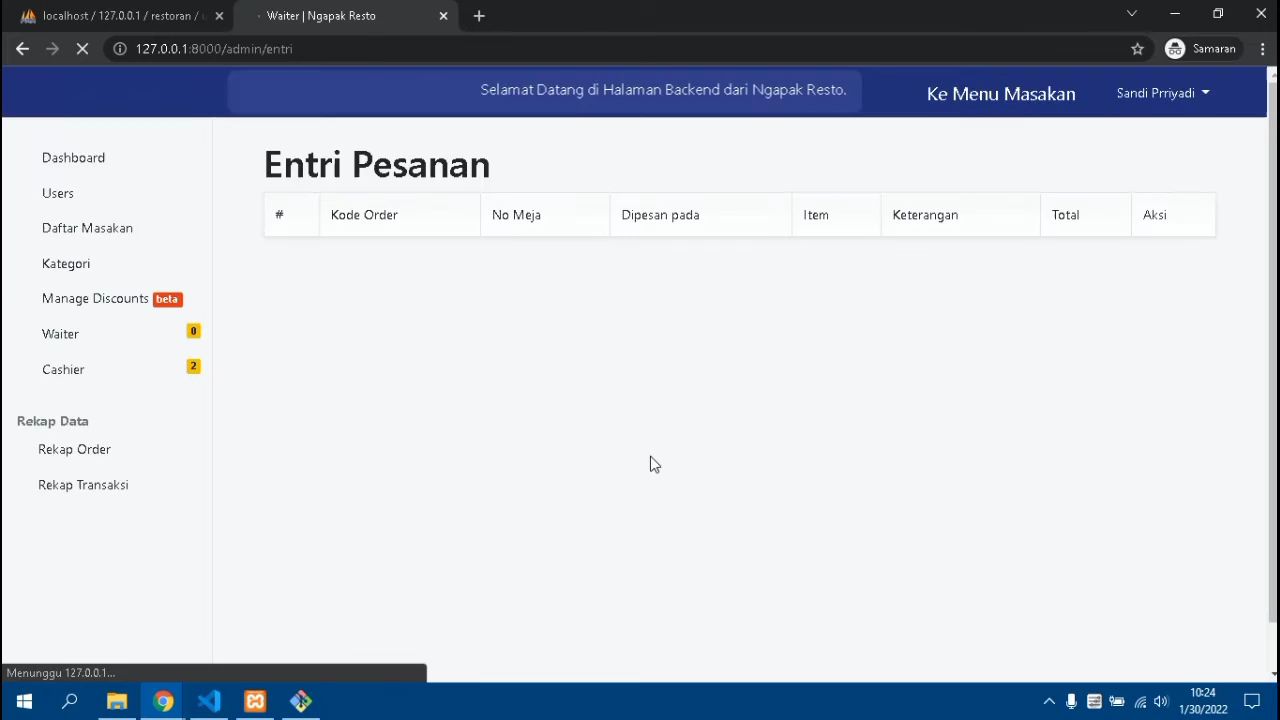 localhost / 127.0.0.1 / restoran /
Waiter | Ngapak Resto
127.0.0.1:8000/admin/entri
Samaran
Selamat Datang di Halaman Backend dari Ngapak Resto.
Ke Menu Masakan
Sandi Prriyadi
Dashboard
Users
Daftar Masakan
Kategori
Manage Discounts beta
Waiter 0
Cashier 2
Rekap Data
Rekap Order
Rekap Transaksi
Entri Pesanan
# Kode Order No Meja Dipesan pada Item Keterangan Total Aksi
Menunggu 127.0.0.1...
10:24
1/30/2022